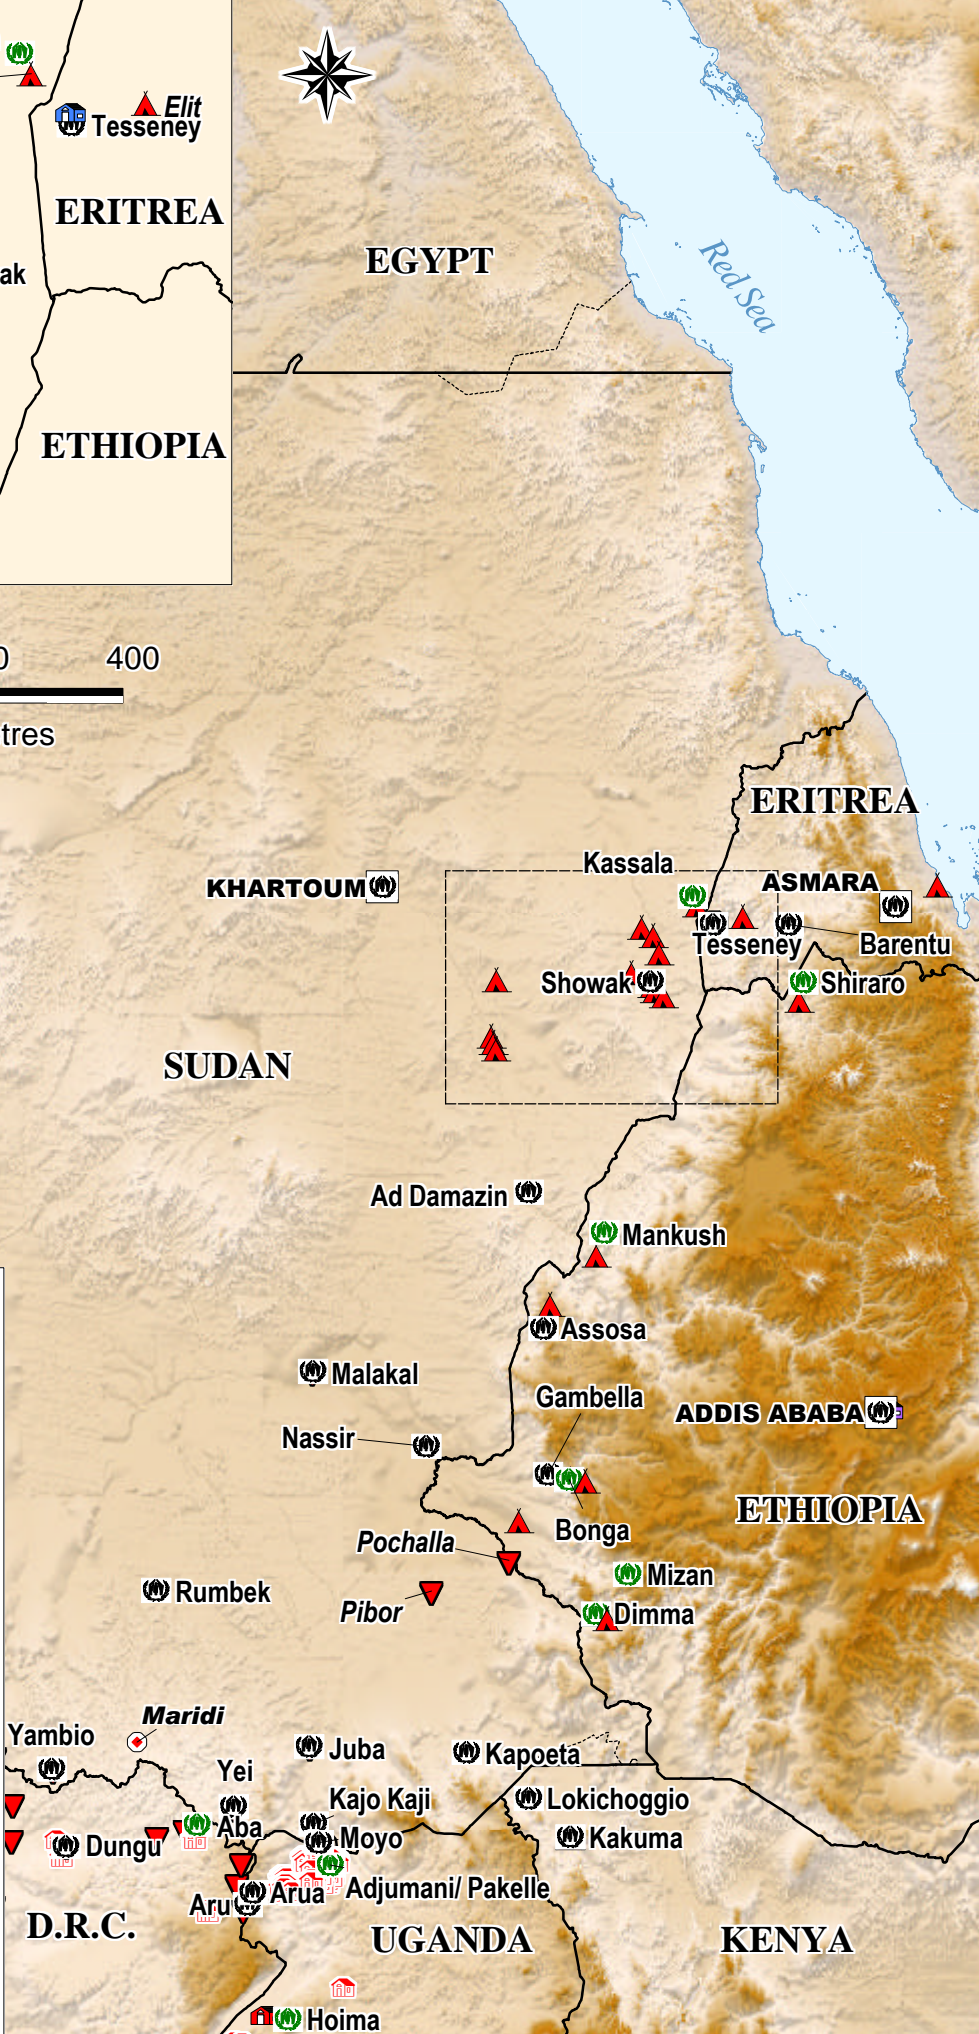 Elit
Tesseney
ERITREA
EGYPT
Red Sea
ak
ETHIOPIA
0
400
tres
ERITREA
Kassala
KHARTOUM
ASMARA
Tesseney
Barentu
Showak
Shiraro
SUDAN
Ad Damazin
Mankush
Assosa
Malakal
Gambella
ADDIS ABABA
Nassir
ETHIOPIA
Bonga
Pochalla
Mizan
Rumbek
Pibor
Dimma
Maridi
Yambio
Juba
Kapoeta
Yei
Kajo Kaji
Lokichoggio
Aba
Moyo
Kakuma
Dungu
Adjumani/ Pakelle
Arua
Aru
D.R.C.
UGANDA
KENYA
Hoima